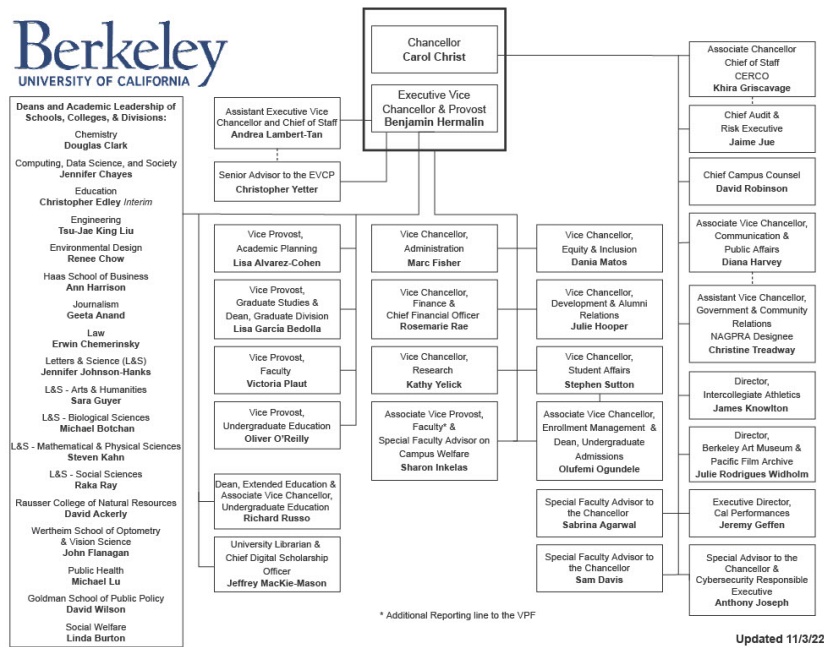 Berkeley
UNIVERSITY OF CALIFORNIA
Chancellor
Carol Christ
Executive Vice
Chancellor & Provost
Benjamin Hermalin
Assistant Executive Vice
Chancellor and Chief of Staff
Andrea Lambert-Tan
Senior Advisor to the EVCP
Christopher Yetter
Deans and Academic Leadership of
Schools, Colleges, & Divisions:
Chemistry
Douglas Clark
Computing, Data Science, and Society
Jennifer Chayes
Education
Christopher Edley Interim
Engineering
Tsu-Jae King Liu
Environmental Design
Renee Chow
Haas School of Business
Ann Harrison
Journalism
Geeta Anand
Law
Erwin Chemerinsky
Letters & Science (L&S)
Jennifer Johnson-Hanks
L&S - Arts & Humanities
Sara Guyer
L&S - Biological Sciences
Michael Botchan
L&S - Mathematical & Physical Sciences
Steven Kahn
L&S - Social Sciences
Raka Ray
Rausser College of Natural Resources
David Ackerly
Wertheim School of Optometry
& Vision Science
John Flanagan
Public Health
Michael Lu
Goldman School of Public Policy
David Wilson
Social Welfare
Linda Burton
Vice Provost,
Academic Planning
Lisa Alvarez-Cohen
Vice Provost,
Graduate Studies &
Dean, Graduate Division
Lisa García Bedolla
Vice Provost,
Faculty
Victoria Plaut
Vice Provost,
Undergraduate Education
Oliver O'Reilly
Dean, Extended Education &
Associate Vice Chancellor,
Undergraduate Education
Richard Russo
University Librarian &
Chief Digital Scholarship
Officer
Jeffrey MacKie-Mason
Vice Chancellor,
Administration
Marc Fisher
Vice Chancellor,
Finance &
Chief Financial Officer
Rosemarie Rae
Vice Chancellor,
Research
Kathy Yelick
Associate Vice Provost,
Faculty* &
Special Faculty Advisor on
Campus Welfare
Sharon Inkelas
Vice Chancellor,
Equity & Inclusion
Dania Matos
Vice Chancellor,
Development & Alumni
Relations
Julie Hooper
Vice Chancellor,
Student Affairs
Stephen Sutton
Associate Vice Chancellor,
Enrollment Management &
Dean, Undergraduate
Admissions
Olufemi Ogundele
Special Faculty Advisor to
the Chancellor
Sabrina Agarwal
Special Faculty Advisor to
the Chancellor
Sam Davis
Associate Chancellor
Chief of Staff
CERCO
Khira Griscavage
Chief Audit &
Risk Executive
Jaime Jue
Chief Campus Counsel
David Robinson
Associate Vice Chancellor,
Communication &
Public Affairs
Diana Harvey
Assistant Vice Chancellor,
Government & Community
Relations
NAGPRA Designee
Christine Treadway
Director,
Intercollegiate Athletics
James Knowlton
Director,
Berkeley Art Museum &
Pacific Film Archive
Julie Rodrigues Widholm
Executive Director,
Cal Performances
Jeremy Geffen
Special Advisor to the
Chancellor &
Cybersecurity Responsible
Executive
Anthony Joseph
* Additional Reporting line to the VPF
Updated 11/3/22